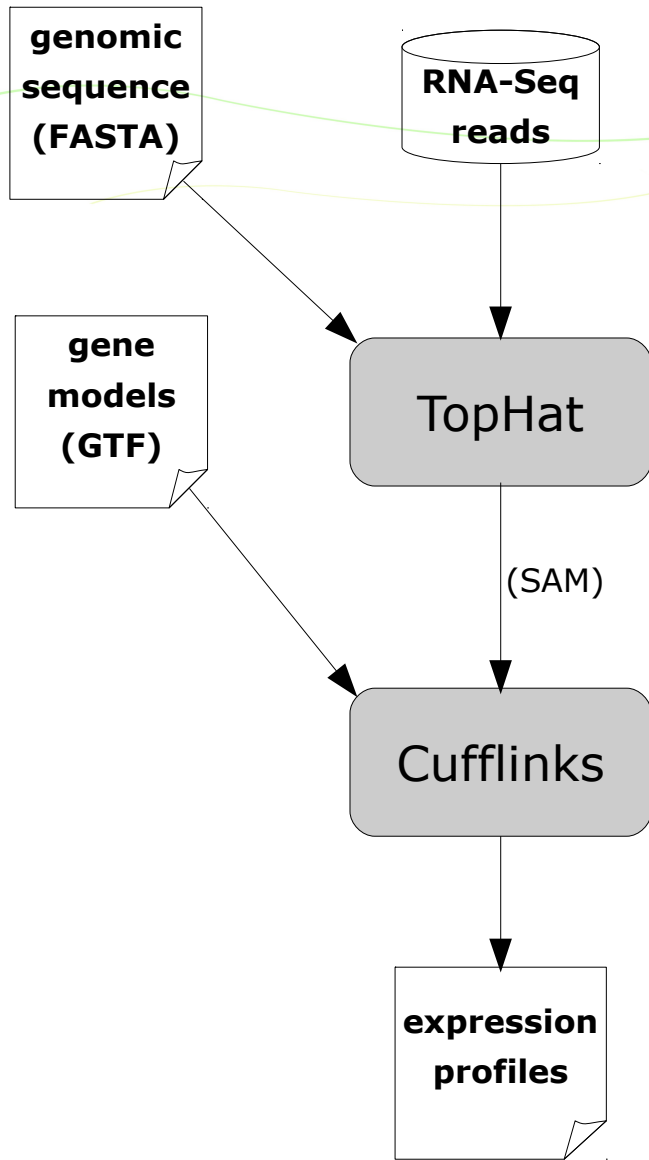 genomic
sequence
(FASTA)
RNA-Seq
reads
gene
models
(GTF)
TopHat
(SAM)
Cufflinks
expression
profiles